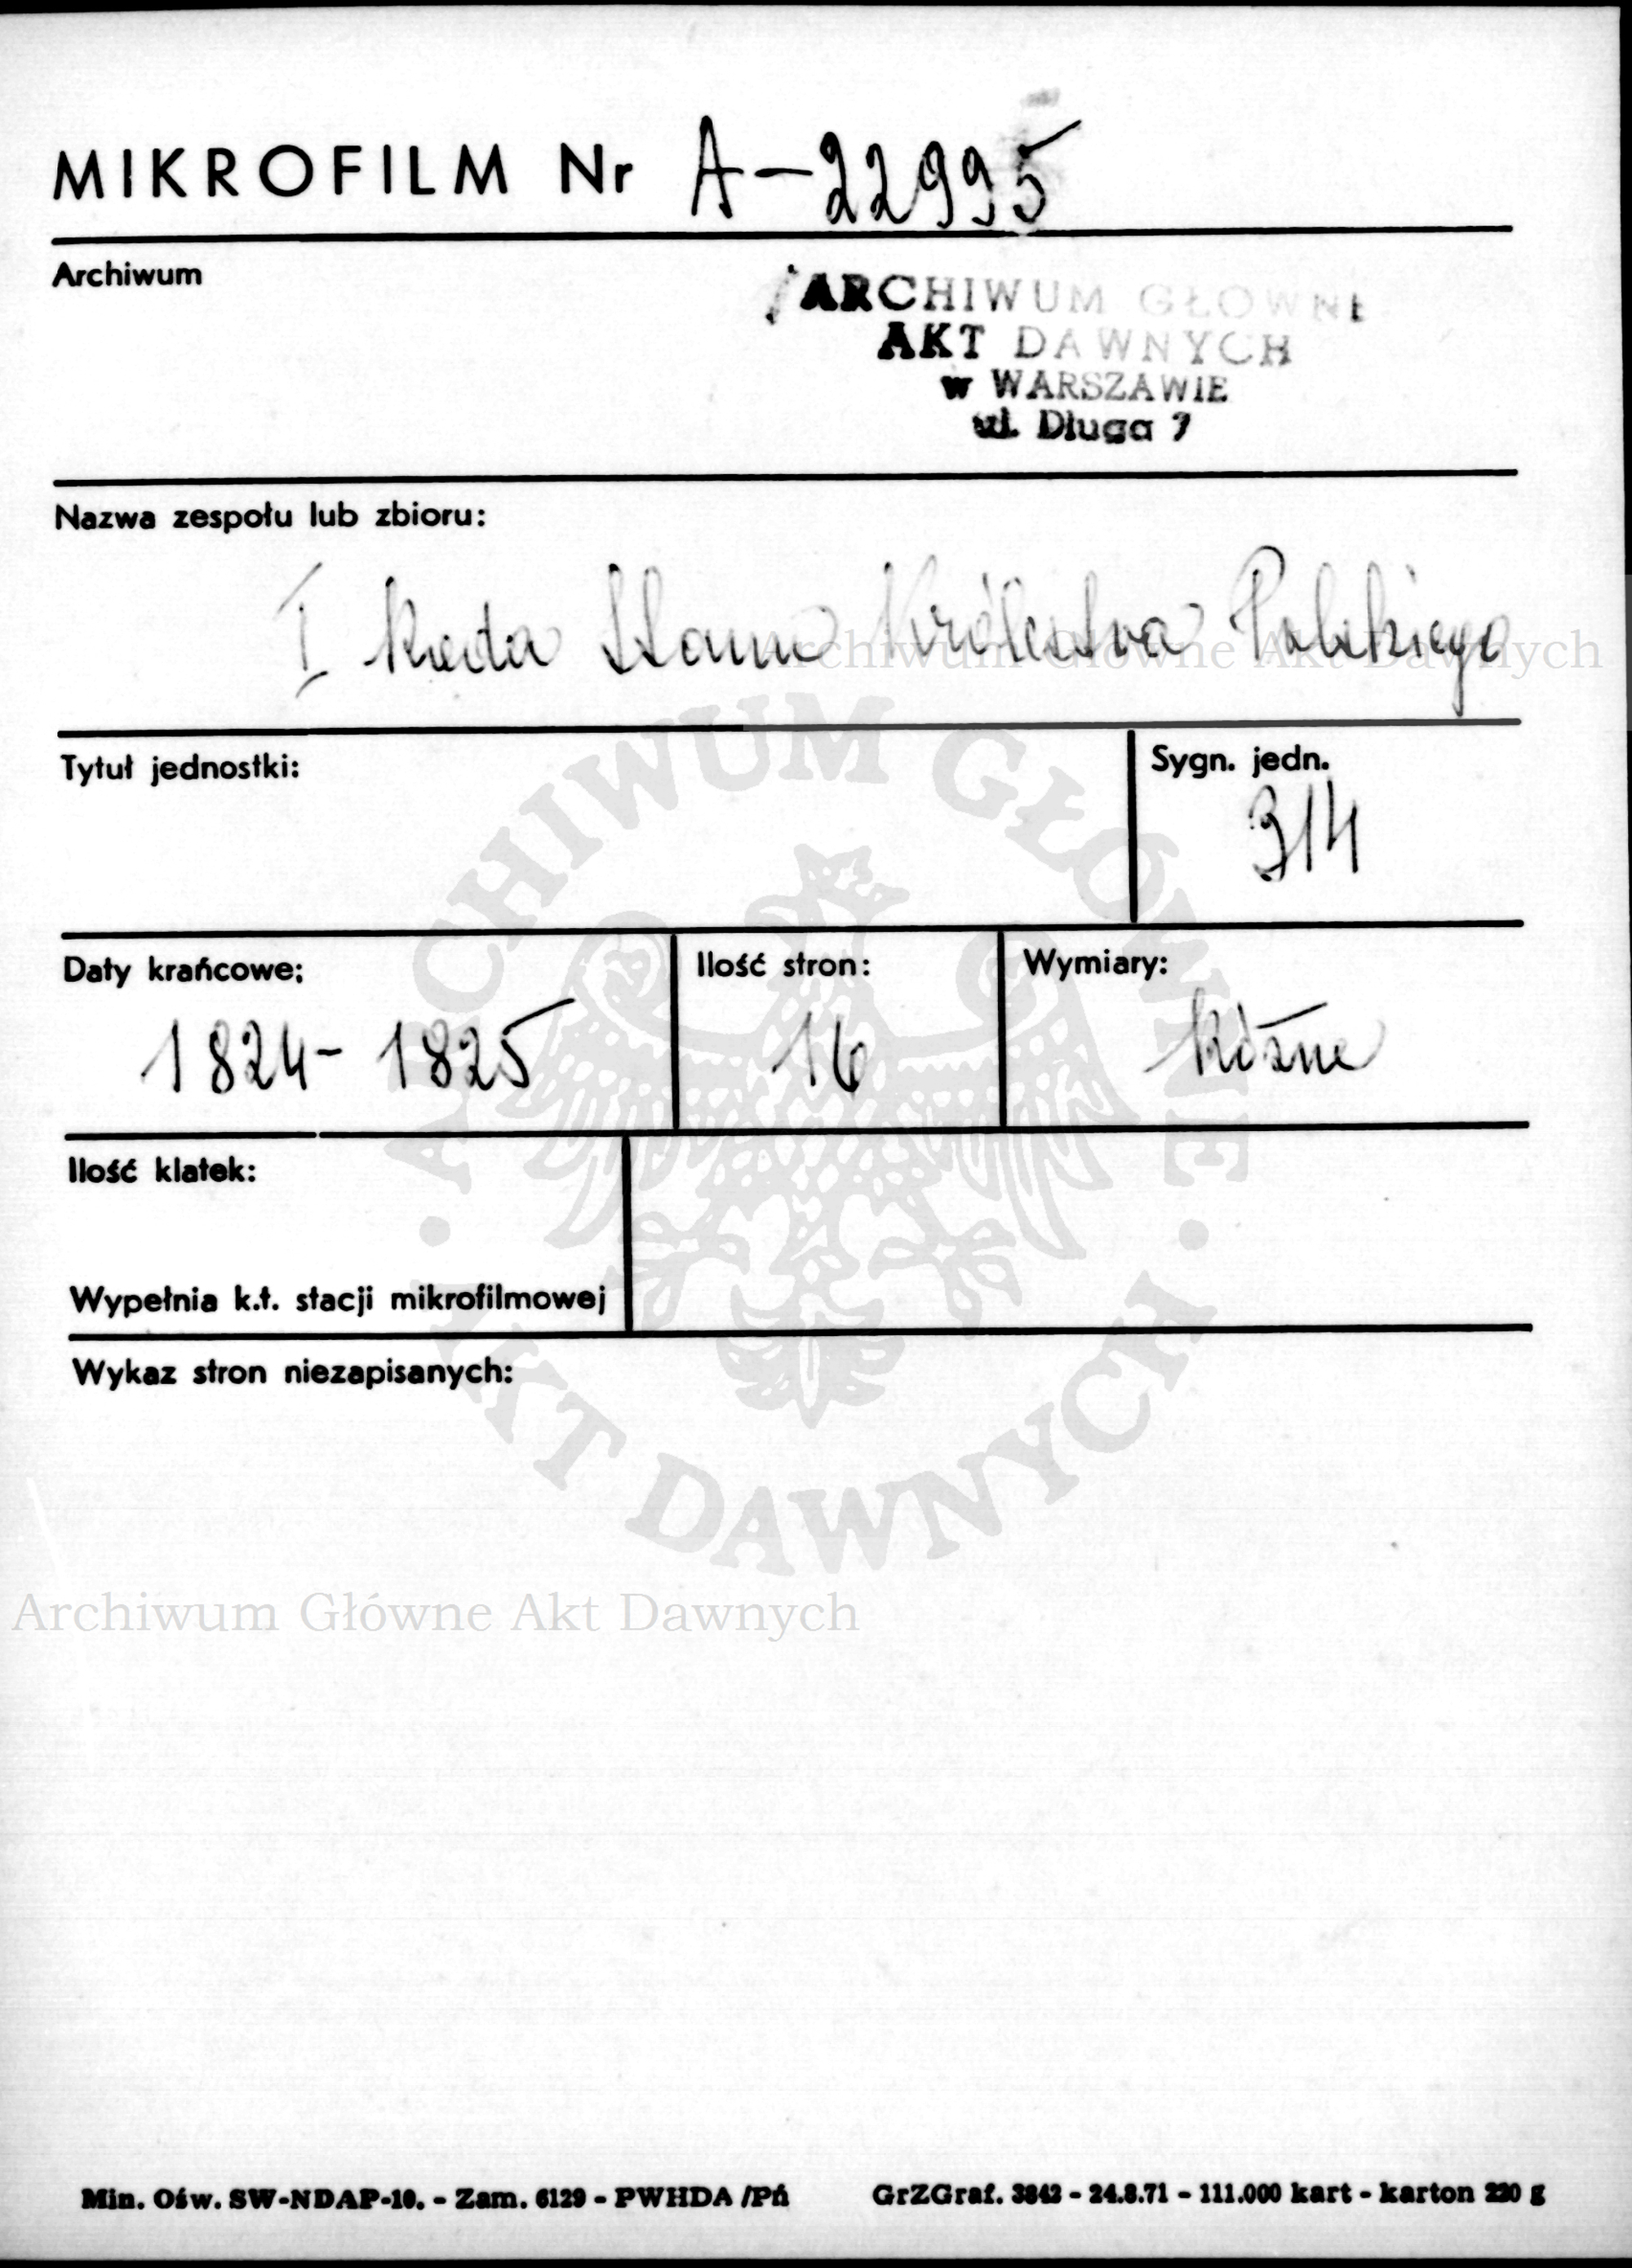 MIKROFILM Nr A-22995
Archiwum
ARCHIWUM GŁÓWNE
AKT DAWNYCH
w WARSZAWIE
ul. Długa 7
Nazwa zespołu lub zbioru:
I Rada Stanu Królestwa Polskiego
Archiwum Główne Akt Dawnych
Tytuł jednostki:
Sygn. jedn.
314
Daty krańcowe:
1824-1825
Ilość stron:
16
Wymiary:
Różne
Ilość klatek:
Wypełnia k.t. stacji mikrofilmowej
Wykaz stron niezapisanych:
ARCHIWUM GŁÓWNE
AKT DAWNYCH
Archiwum Główne Akt Dawnych
Min. Ośw. SW-NDAP-10. - Zam. 6129 - PWHDA /Pń
GrZGraf. 3842 - 24.8.71 - 111.000 kart - karton 220 g